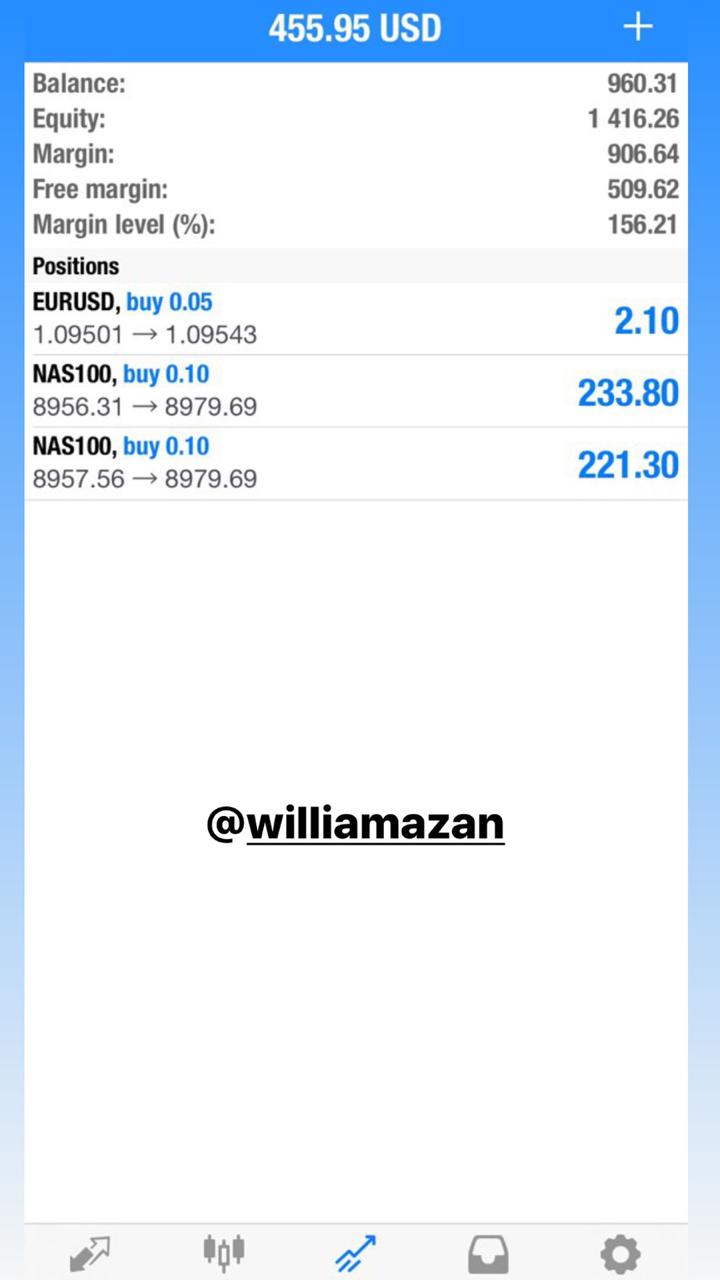 455.95 USD +
Balance: 960.31
Equity: 1 416.26
Margin: 906.64
Free margin: 509.62
Margin level (%): 156.21
Positions
EURUSD, buy 0.05
1.09501 → 1.09543 2.10
NAS100, buy 0.10
8956.31 → 8979.69 233.80
NAS100, buy 0.10
8957.56 → 8979.69 221.30
@williamazan